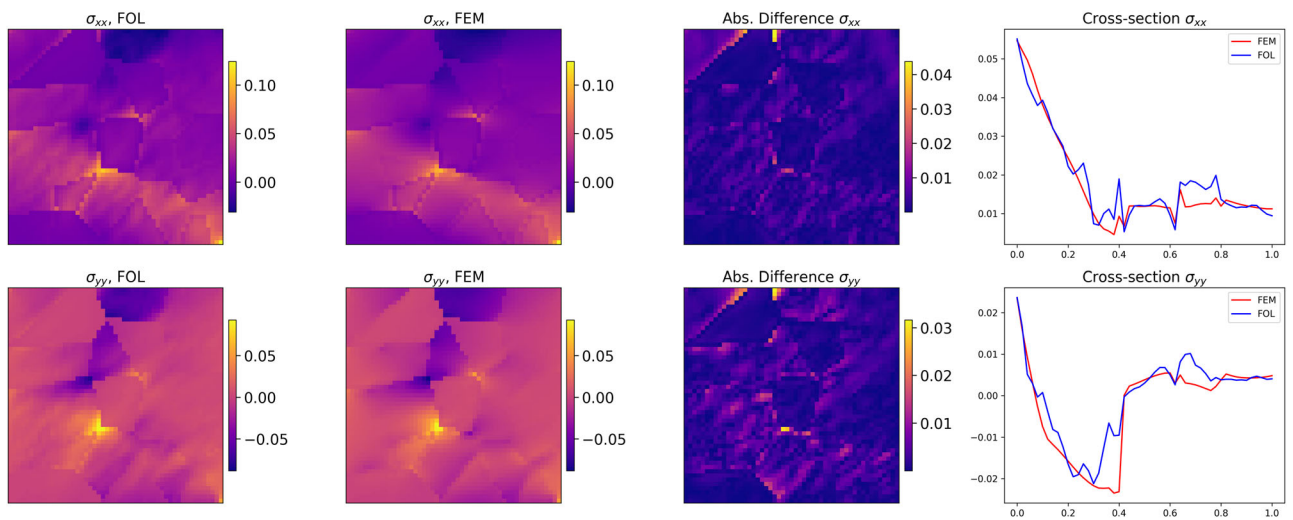 σxx, FOL
0.10
0.05
0.00
σxx, FEM
0.10
0.05
0.00
Abs. Difference σxx
0.04
0.03
0.02
0.01
Cross-section σxx
FEM
FOL
0.05
0.04
0.03
0.02
0.01
0.0 0.2 0.4 0.6 0.8 1.0
σyy, FOL
0.05
0.00
−0.05
σyy, FEM
0.05
0.00
−0.05
Abs. Difference σyy
0.03
0.02
0.01
Cross-section σyy
FEM
FOL
0.02
0.01
0.00
−0.01
−0.02
0.0 0.2 0.4 0.6 0.8 1.0